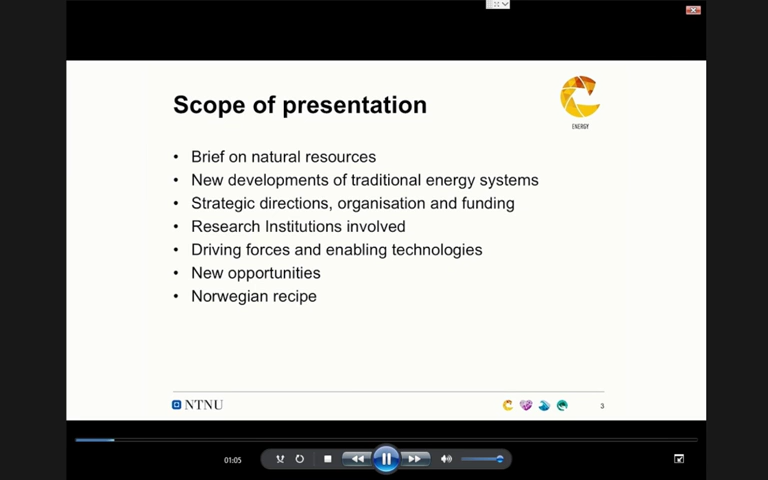 Scope of presentation
ENERGY
• Brief on natural resources
• New developments of traditional energy systems
• Strategic directions, organisation and funding
• Research Institutions involved
• Driving forces and enabling technologies
• New opportunities
• Norwegian recipe
NTNU
3
01:05